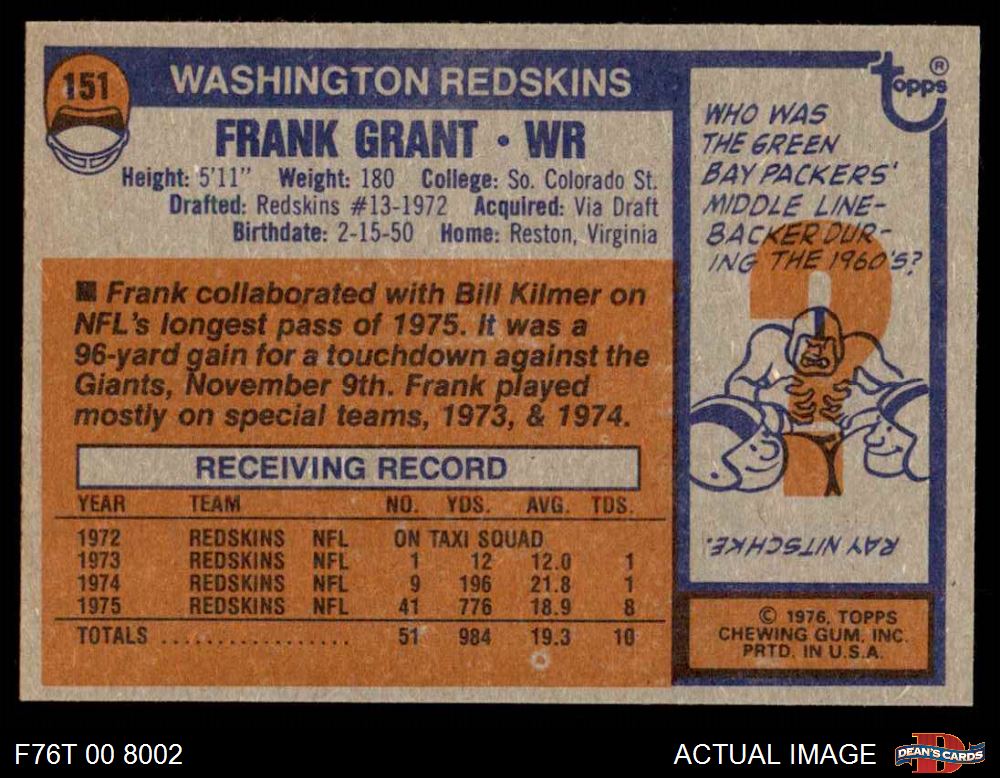 151
WASHINGTON REDSKINS
FRANK GRANT • WR
Height: 5'11" Weight: 180 College: So. Colorado St.
Drafted: Redskins #13-1972 Acquired: Via Draft
Birthdate: 2-15-50 Home: Reston, Virginia
■ Frank collaborated with Bill Kilmer on
NFL's longest pass of 1975. It was a
96-yard gain for a touchdown against the
Giants, November 9th. Frank played
mostly on special teams, 1973, & 1974.
RECEIVING RECORD
YEAR TEAM NO. YDS. AVG. TDS.
1972 REDSKINS NFL ON TAXI SQUAD
1973 REDSKINS NFL 1 12 12.0 1
1974 REDSKINS NFL 9 196 21.8 1
1975 REDSKINS NFL 41 776 18.9 8
TOTALS .................. 51 984 19.3 10
topps®
WHO WAS
THE GREEN
BAY PACKERS'
MIDDLE LINE-
BACKER DUR-
ING THE 1960'S?
?
RAY NITSCHKE.
© 1976, TOPPS
CHEWING GUM, INC.
PRTD. IN U.S.A.
F76T 00 8002
ACTUAL IMAGE
D
DEAN'S CARDS